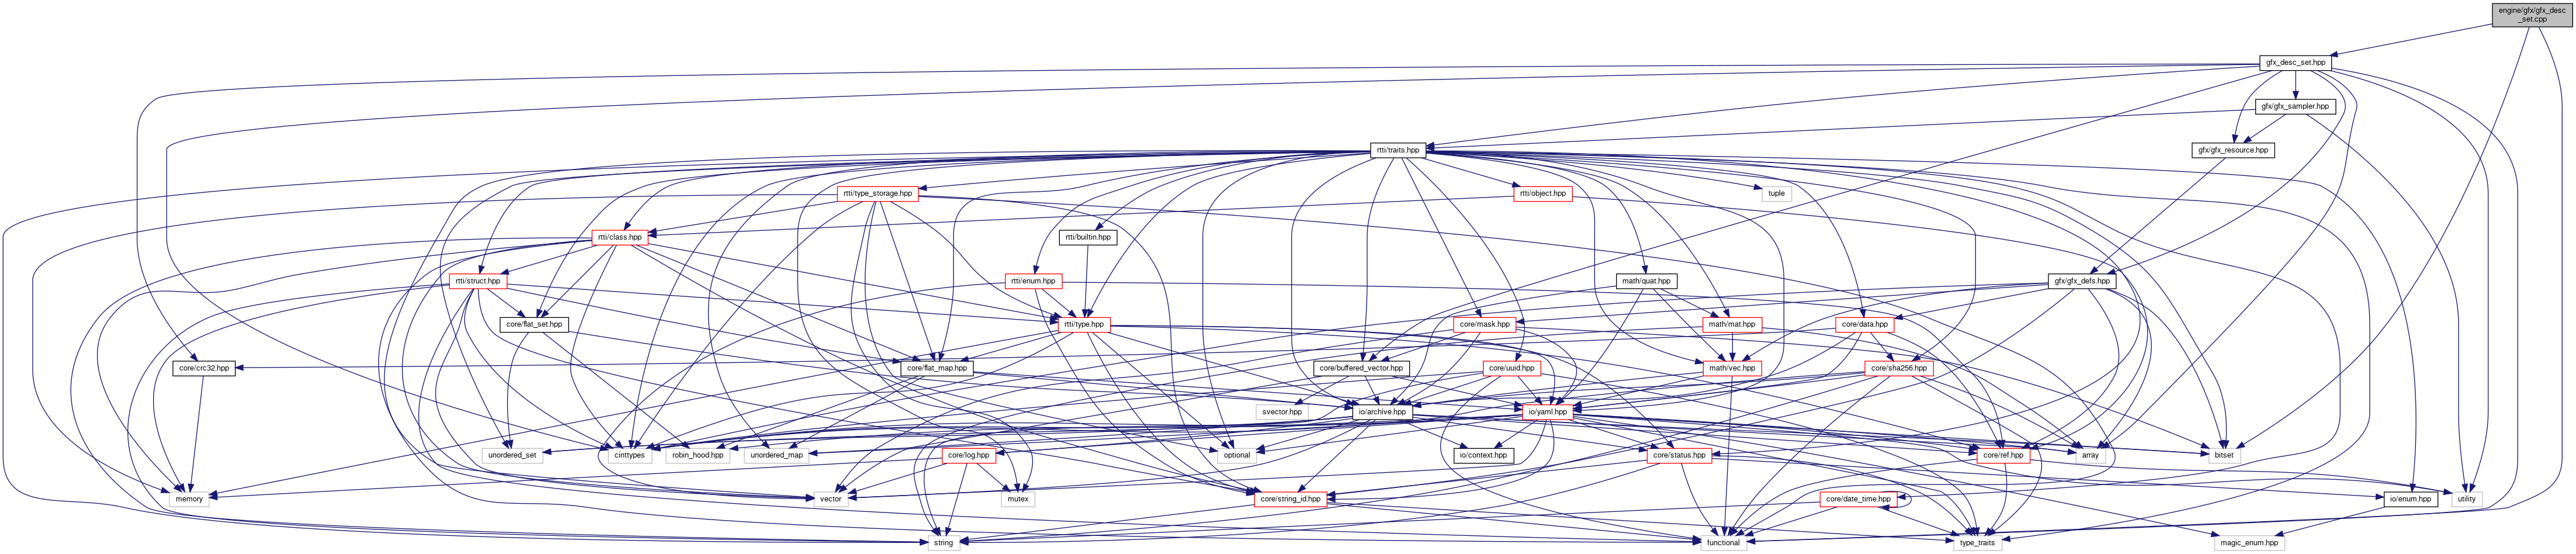 engine/gfx/gfx_desc
_set.cpp
gfx_desc_set.hpp
gfx/gfx_sampler.hpp
rtti/traits.hpp
gfx/gfx_resource.hpp
rtti/type_storage.hpp
rtti/object.hpp
tuple
rtti/class.hpp
rtti/builtin.hpp
rtti/struct.hpp
rtti/enum.hpp
math/quat.hpp
gfx/gfx_defs.hpp
core/flat_set.hpp
rtti/type.hpp
core/mask.hpp
math/mat.hpp
core/data.hpp
core/crc32.hpp
core/flat_map.hpp
core/buffered_vector.hpp
core/uuid.hpp
math/vec.hpp
core/sha256.hpp
svector.hpp
io/archive.hpp
io/yaml.hpp
unordered_set
cinttypes
robin_hood.hpp
unordered_map
core/log.hpp
optional
io/context.hpp
core/status.hpp
core/ref.hpp
array
bitset
memory
vector
mutex
core/string_id.hpp
core/date_time.hpp
io/enum.hpp
utility
string
functional
type_traits
magic_enum.hpp